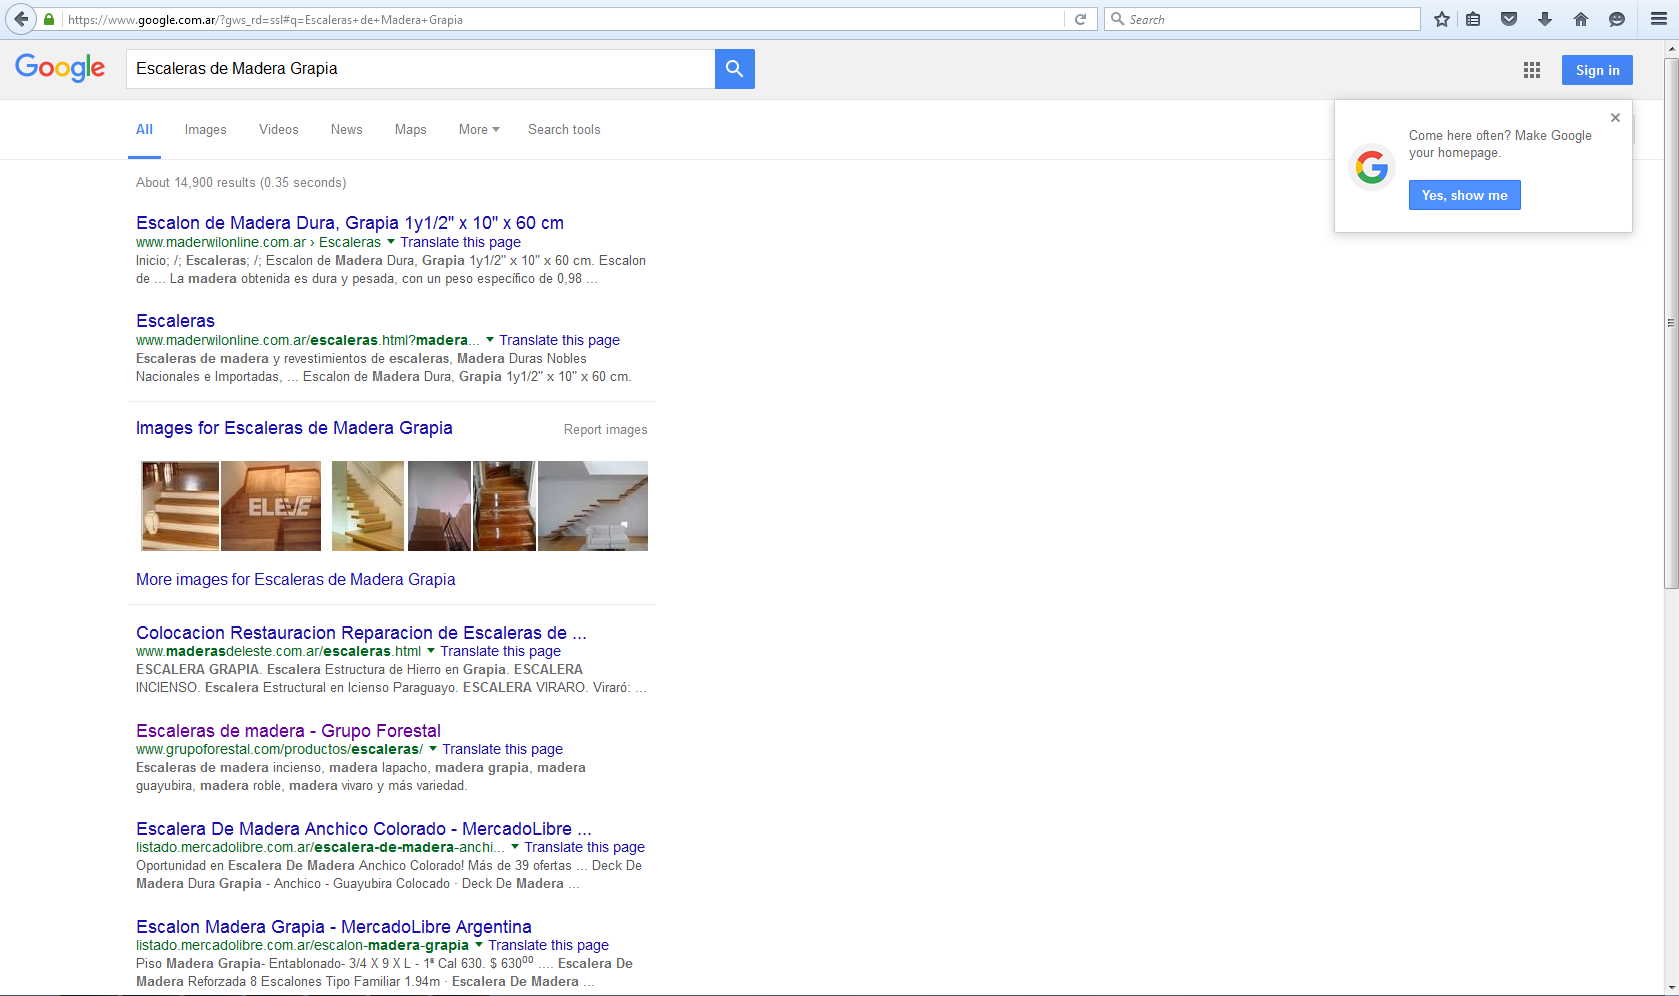 https://www.google.com.ar/?gws_rd=ssl#q=Escaleras+de+Madera+Grapia
Search
Google
Escaleras de Madera Grapia
Sign in
All Images Videos News Maps More Search tools
Come here often? Make Google
your homepage.
Yes, show me
About 14,900 results (0.35 seconds)
Escalon de Madera Dura, Grapia 1y1/2" x 10" x 60 cm
www.maderwilonline.com.ar › Escaleras Translate this page
Inicio; /; Escaleras; /; Escalon de Madera Dura, Grapia 1y1/2" x 10" x 60 cm. Escalon
de ... La madera obtenida es dura y pesada, con un peso específico de 0,98 ...
Escaleras
www.maderwilonline.com.ar/escaleras.html?madera... Translate this page
Escaleras de madera y revestimientos de escaleras, Madera Duras Nobles
Nacionales e Importadas, ... Escalon de Madera Dura, Grapia 1y1/2" x 10" x 60 cm.
Images for Escaleras de Madera Grapia
Report images
ELEVE
More images for Escaleras de Madera Grapia
Colocacion Restauracion Reparacion de Escaleras de ...
www.maderasdeleste.com.ar/escaleras.html Translate this page
ESCALERA GRAPIA. Escalera Estructura de Hierro en Grapia. ESCALERA
INCIENSO. Escalera Estructural en Icienso Paraguayo. ESCALERA VIRARO. Viraró: ...
Escaleras de madera - Grupo Forestal
www.grupoforestal.com/productos/escaleras/ Translate this page
Escaleras de madera incienso, madera lapacho, madera grapia, madera
guayubira, madera roble, madera vivaro y más variedad.
Escalera De Madera Anchico Colorado - MercadoLibre ...
listado.mercadolibre.com.ar/escalera-de-madera-anchi... Translate this page
Oportunidad en Escalera De Madera Anchico Colorado! Más de 39 ofertas ... Deck De
Madera Dura Grapia - Anchico - Guayubira Colocado · Deck De Madera ...
Escalon Madera Grapia - MercadoLibre Argentina
listado.mercadolibre.com.ar/escalon-madera-grapia Translate this page
Piso Madera Grapia- Entablonado- 3/4 X 9 X L - 1ª Cal 630. $ 630⁰⁰ .... Escalera De
Madera Reforzada 8 Escalones Tipo Familiar 1.94m · Escalera De Madera ...